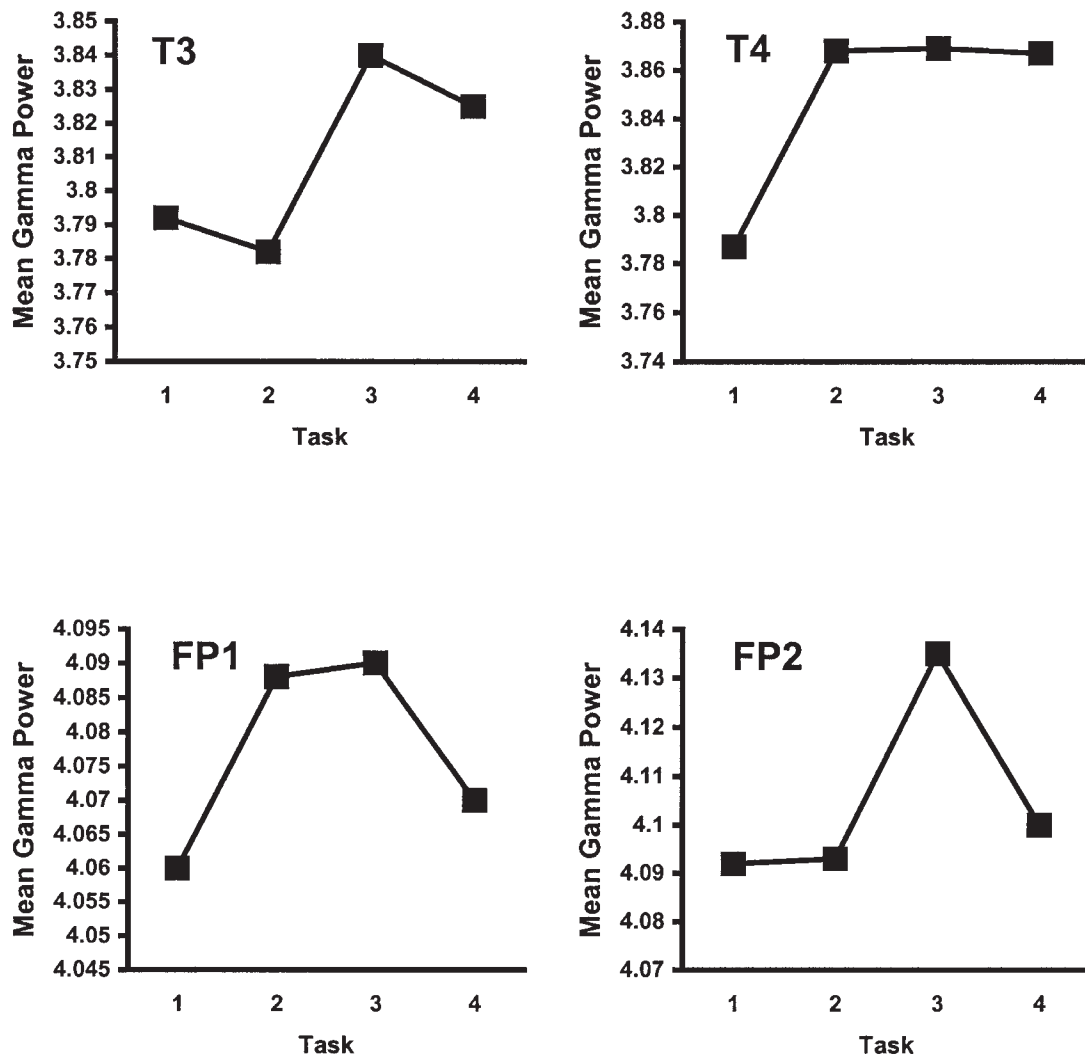 T3
Mean Gamma Power
3.85
3.84
3.83
3.82
3.81
3.8
3.79
3.78
3.77
3.76
3.75
1 2 3 4
Task
T4
Mean Gamma Power
3.88
3.86
3.84
3.82
3.8
3.78
3.76
3.74
1 2 3 4
Task
FP1
Mean Gamma Power
4.095
4.09
4.085
4.08
4.075
4.07
4.065
4.06
4.055
4.05
4.045
1 2 3 4
Task
FP2
Mean Gamma Power
4.14
4.13
4.12
4.11
4.1
4.09
4.08
4.07
1 2 3 4
Task